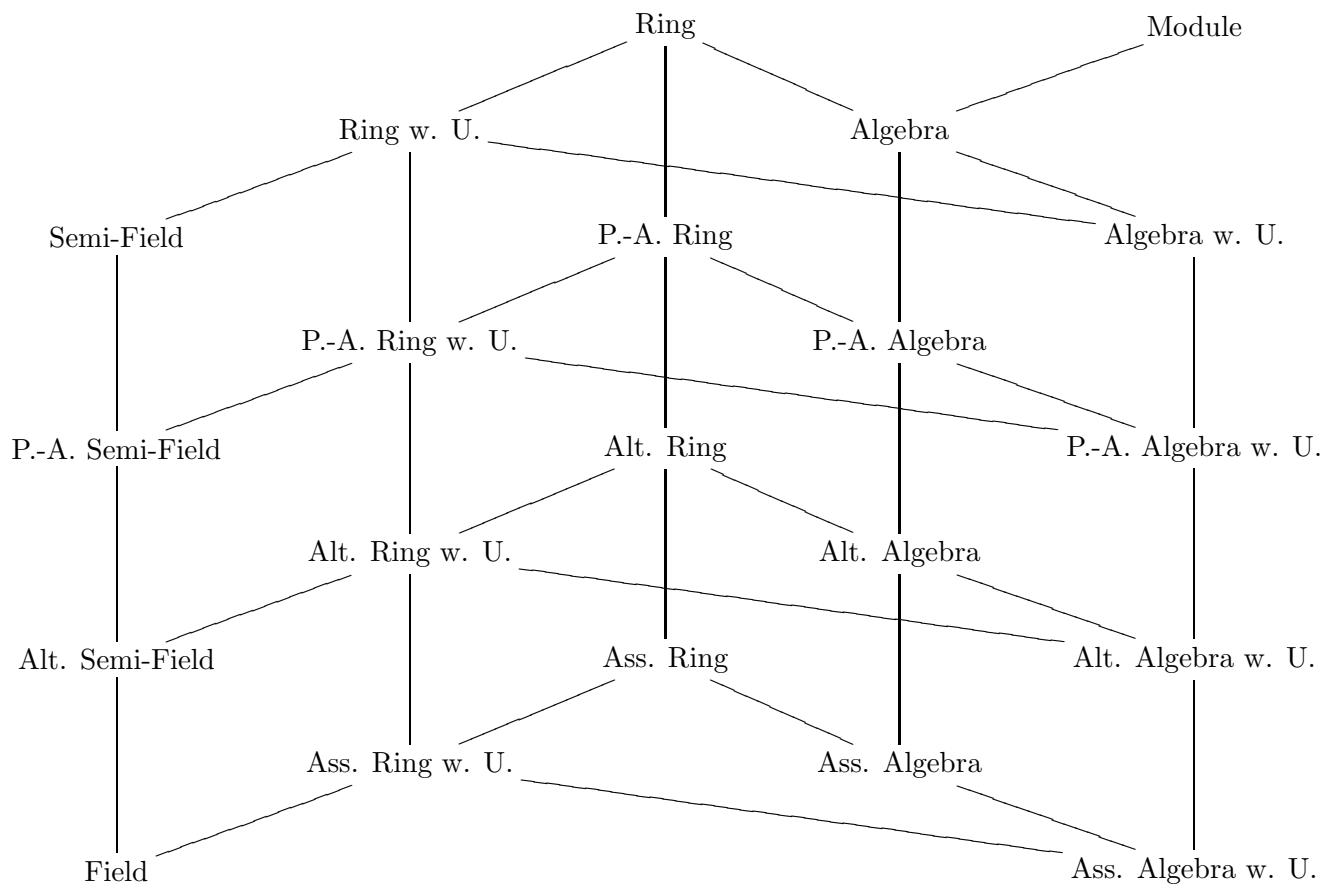 Ring
Module
Ring w. U.
Algebra
Semi-Field
P.-A. Ring
Algebra w. U.
P.-A. Ring w. U.
P.-A. Algebra
P.-A. Semi-Field
Alt. Ring
P.-A. Algebra w. U.
Alt. Ring w. U.
Alt. Algebra
Alt. Semi-Field
Ass. Ring
Alt. Algebra w. U.
Ass. Ring w. U.
Ass. Algebra
Field
Ass. Algebra w. U.